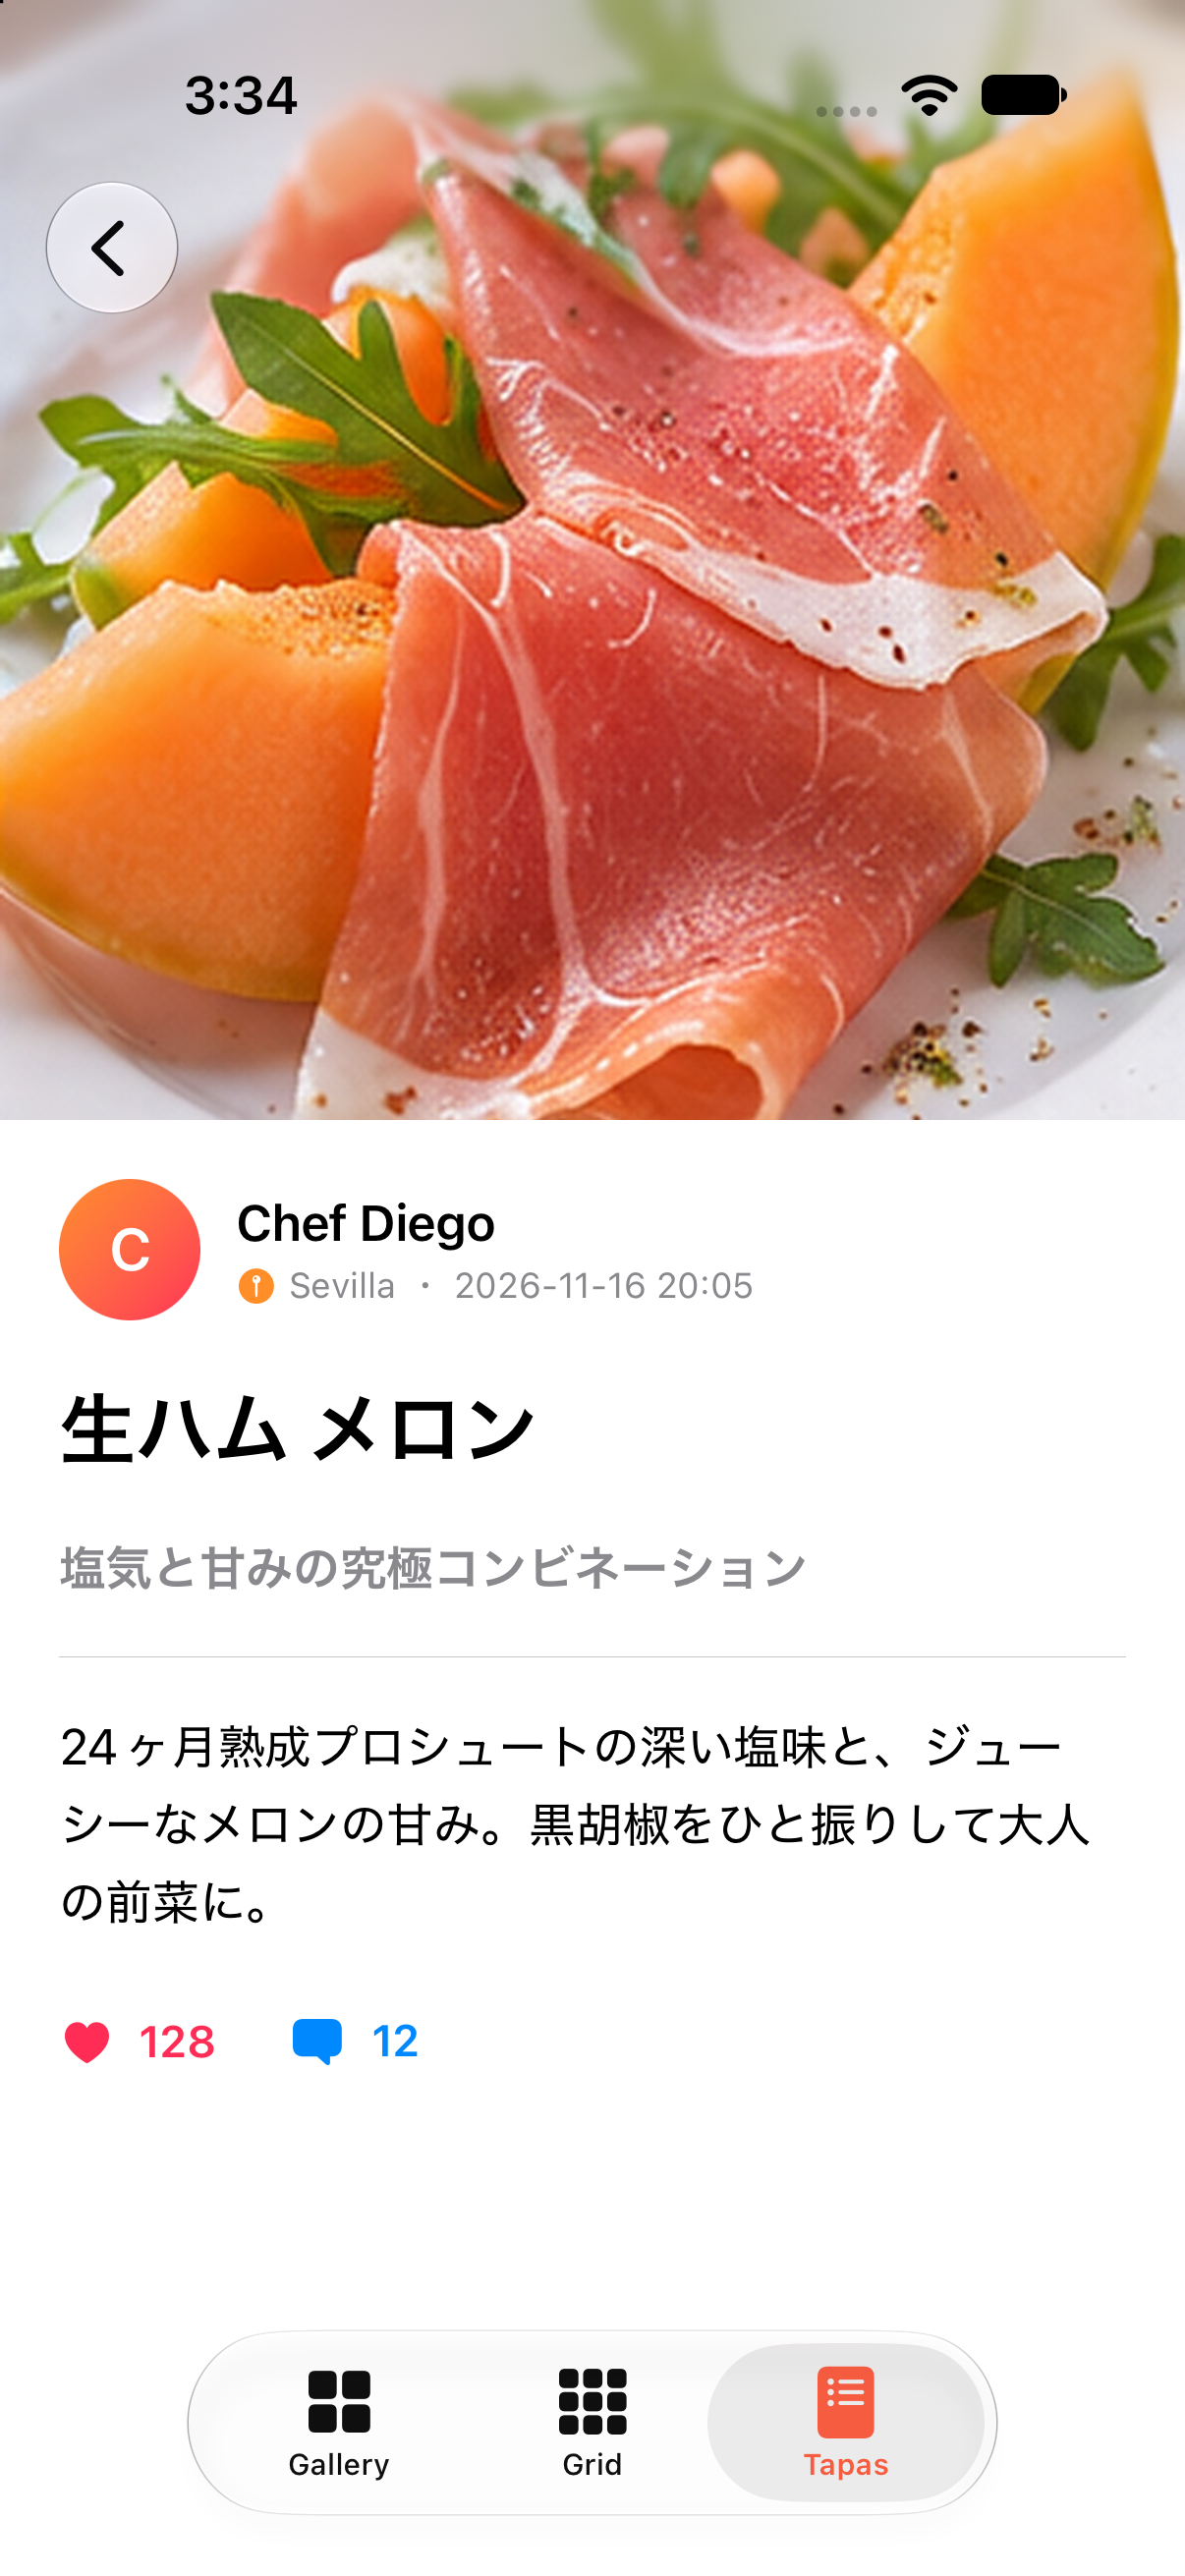 3:34
C
Chef Diego
Sevilla ・ 2026-11-16 20:05
生ハム メロン
塩気と甘みの究極コンビネーション
24ヶ月熟成プロシュートの深い塩味と、ジュー
シーなメロンの甘み。黒胡椒をひと振りして大人
の前菜に。
128 12
Gallery Grid Tapas